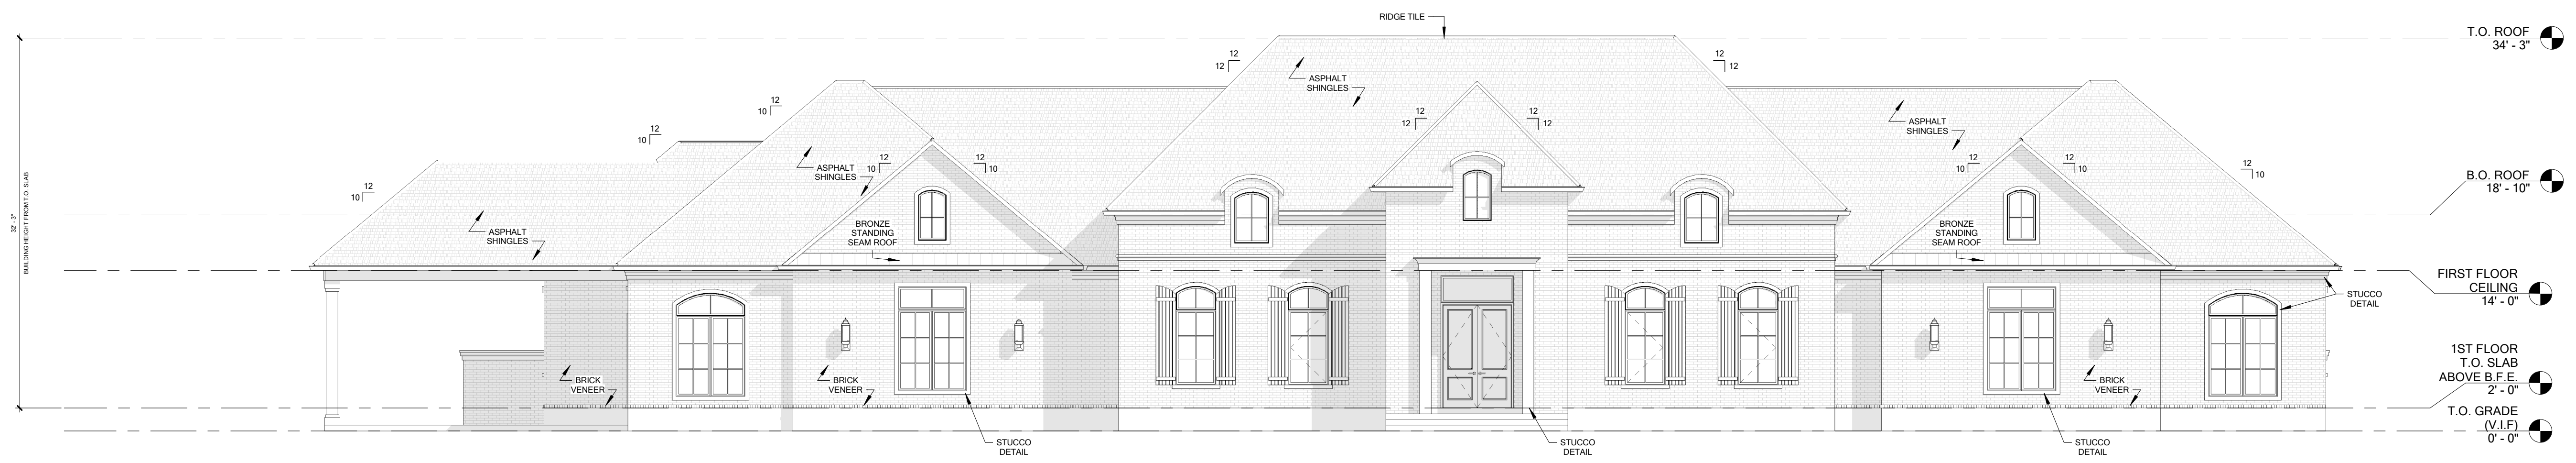 RIDGE TILE
T.O. ROOF
34' - 3"
12
12
12
12
ASPHALT
SHINGLES
12
10
12
12
12
12
12
10
ASPHALT
SHINGLES
ASPHALT
SHINGLES
12
10
12
10
12
10
12
10
12
10
12
10
12
10
B.O. ROOF
18' - 10"
32' - 3"
BUILDING HEIGHT FROM T.O. SLAB
ASPHALT
SHINGLES
BRONZE
STANDING
SEAM ROOF
BRONZE
STANDING
SEAM ROOF
FIRST FLOOR
CEILING
14' - 0"
STUCCO
DETAIL
BRICK
VENEER
BRICK
VENEER
BRICK
VENEER
1ST FLOOR
T.O. SLAB
ABOVE B.F.E.
2' - 0"
T.O. GRADE
(V.I.F)
0' - 0"
STUCCO
DETAIL
STUCCO
DETAIL
STUCCO
DETAIL